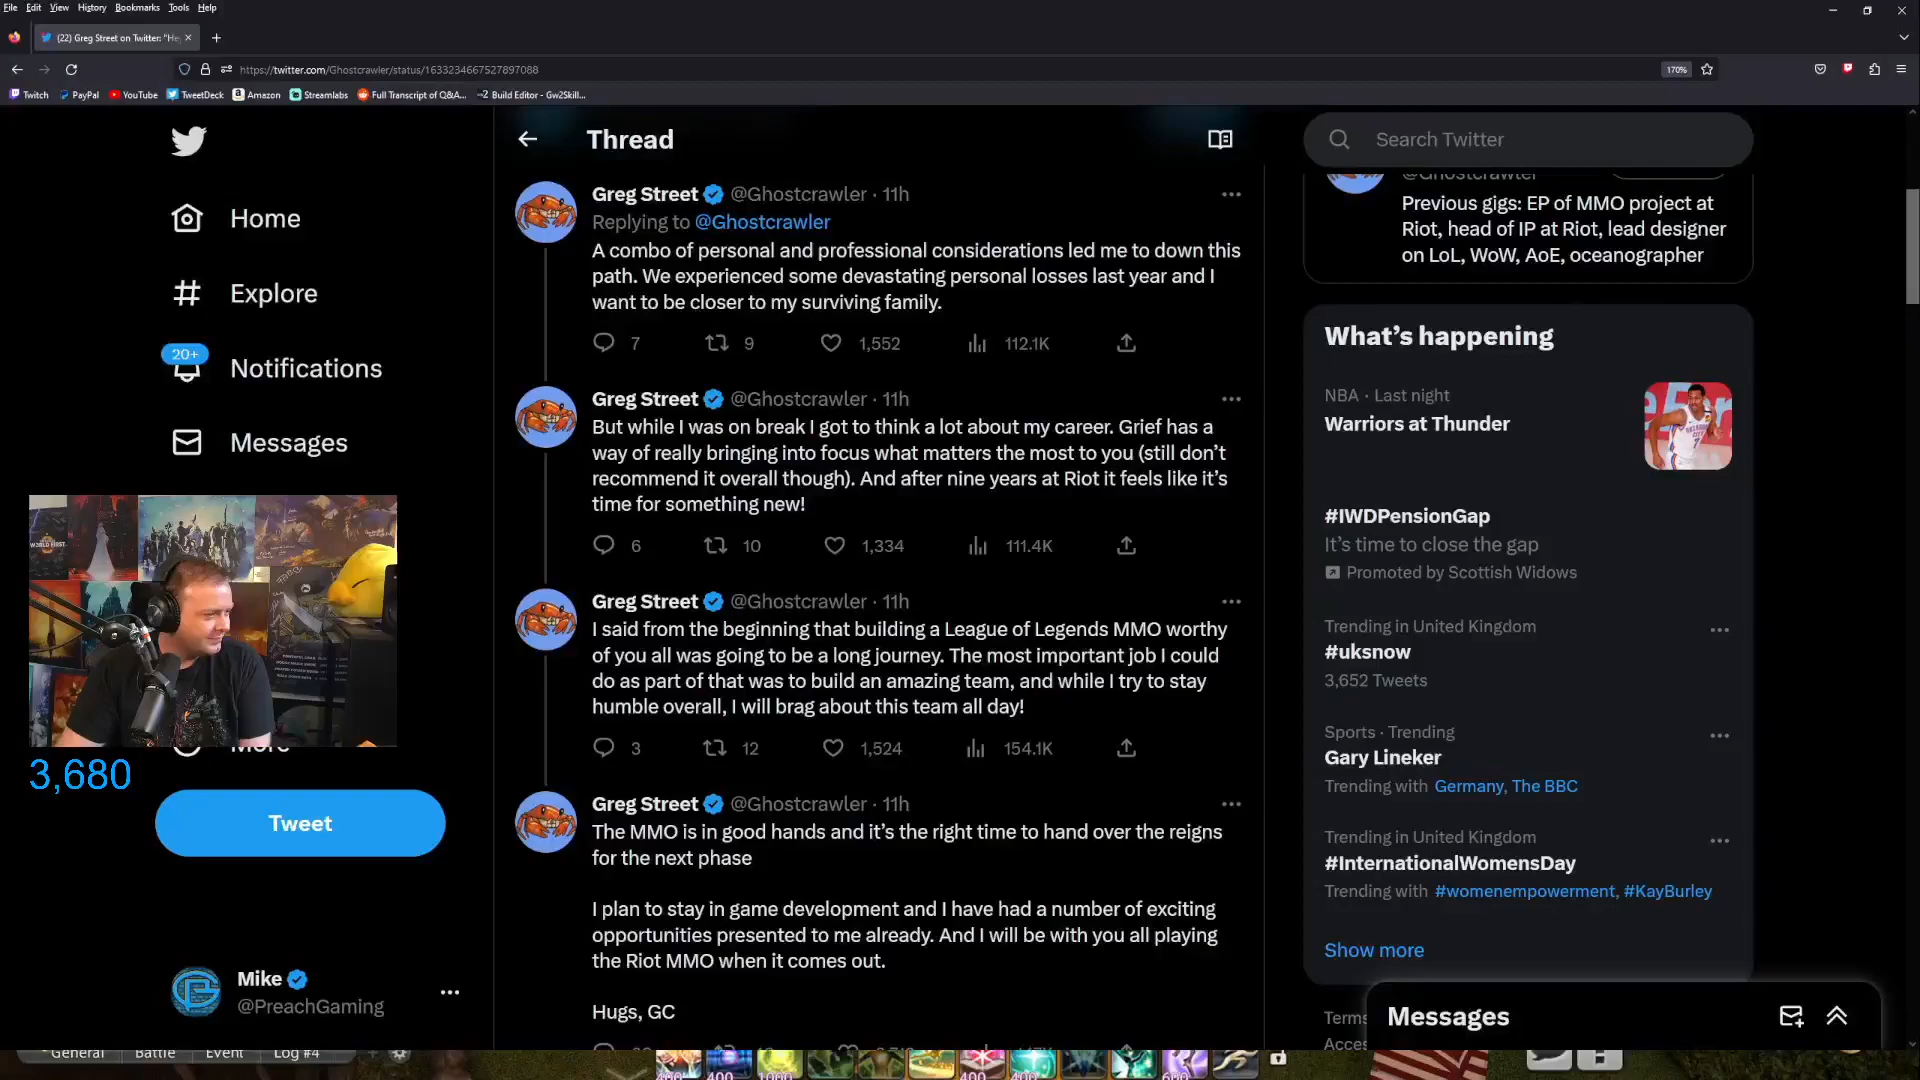 File Edit View History Bookmarks Tools Help
(22) Greg Street on Twitter: "He
https://twitter.com/Ghostcrawler/status/1633234667527897088
170%
Twitch PayPal YouTube TweetDeck Amazon Streamlabs Full Transcript of Q&A... Build Editor - Gw2Skill...
Thread
Search Twitter
Home
Explore
20+
Notifications
Messages
More
3,680
Tweet
Mike
@PreachGaming
Greg Street @Ghostcrawler · 11h
Replying to @Ghostcrawler
A combo of personal and professional considerations led me to down this
path. We experienced some devastating personal losses last year and I
want to be closer to my surviving family.
7 9 1,552 112.1K
Greg Street @Ghostcrawler · 11h
But while I was on break I got to think a lot about my career. Grief has a
way of really bringing into focus what matters the most to you (still don't
recommend it overall though). And after nine years at Riot it feels like it's
time for something new!
6 10 1,334 111.4K
Greg Street @Ghostcrawler · 11h
I said from the beginning that building a League of Legends MMO worthy
of you all was going to be a long journey. The most important job I could
do as part of that was to build an amazing team, and while I try to stay
humble overall, I will brag about this team all day!
3 12 1,524 154.1K
Greg Street @Ghostcrawler · 11h
The MMO is in good hands and it's the right time to hand over the reigns
for the next phase
I plan to stay in game development and I have had a number of exciting
opportunities presented to me already. And I will be with you all playing
the Riot MMO when it comes out.
Hugs, GC
@Ghostcrawler
Previous gigs: EP of MMO project at
Riot, head of IP at Riot, lead designer
on LoL, WoW, AoE, oceanographer
What's happening
NBA · Last night
Warriors at Thunder
#IWDPensionGap
It's time to close the gap
Promoted by Scottish Widows
Trending in United Kingdom
#uksnow
3,652 Tweets
Sports · Trending
Gary Lineker
Trending with Germany, The BBC
Trending in United Kingdom
#InternationalWomensDay
Trending with #womenempowerment, #KayBurley
Show more
Terms
Acces
Messages
WORLD FIRST
General Battle Event Log #4
400 400 1000 400 400 600